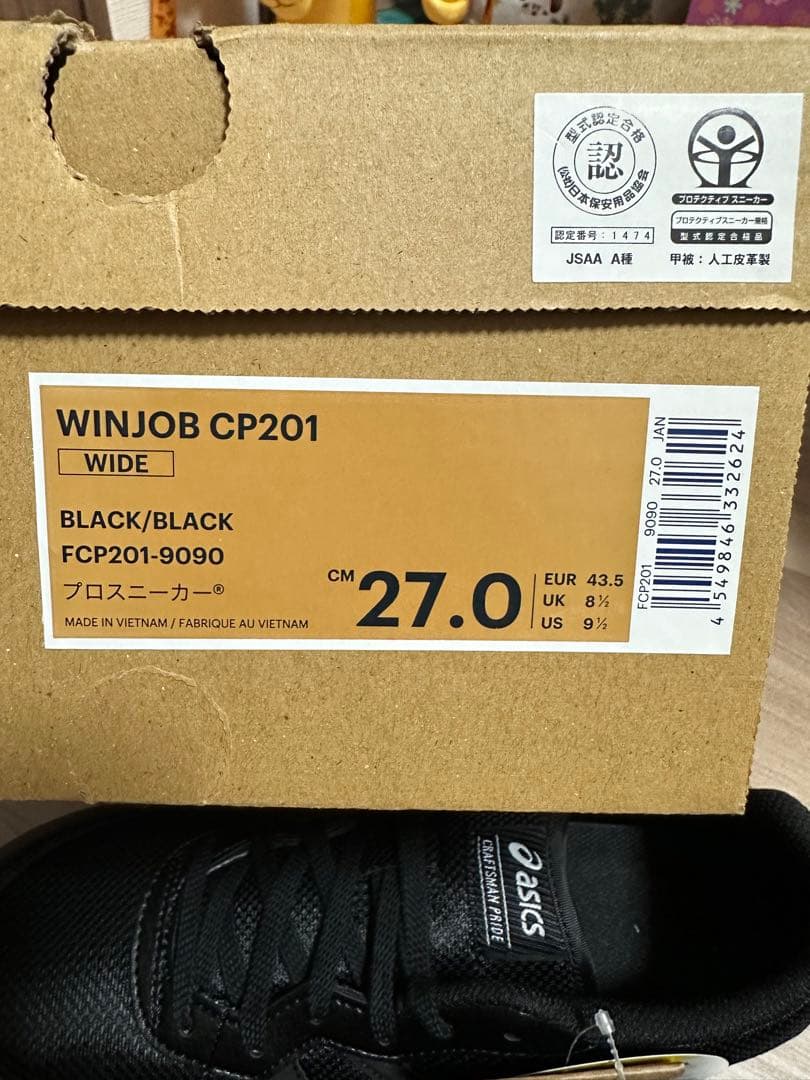 型式認定合格
認
(公社)日本保安用品協会
認定番号：1474
JSAA A種
プロテクティブ スニーカー
プロテクティブスニーカー規格
型式認定合格品
甲被：人工皮革製
WINJOB CP201
WIDE
BLACK/BLACK
FCP201-9090
プロスニーカー®
MADE IN VIETNAM / FABRIQUE AU VIETNAM
CM 27.0
EUR 43.5
UK 8½
US 9½
FCP201 9090 27.0 JAN
4 549846 332624
asics
CRAFTSMAN PRIDE